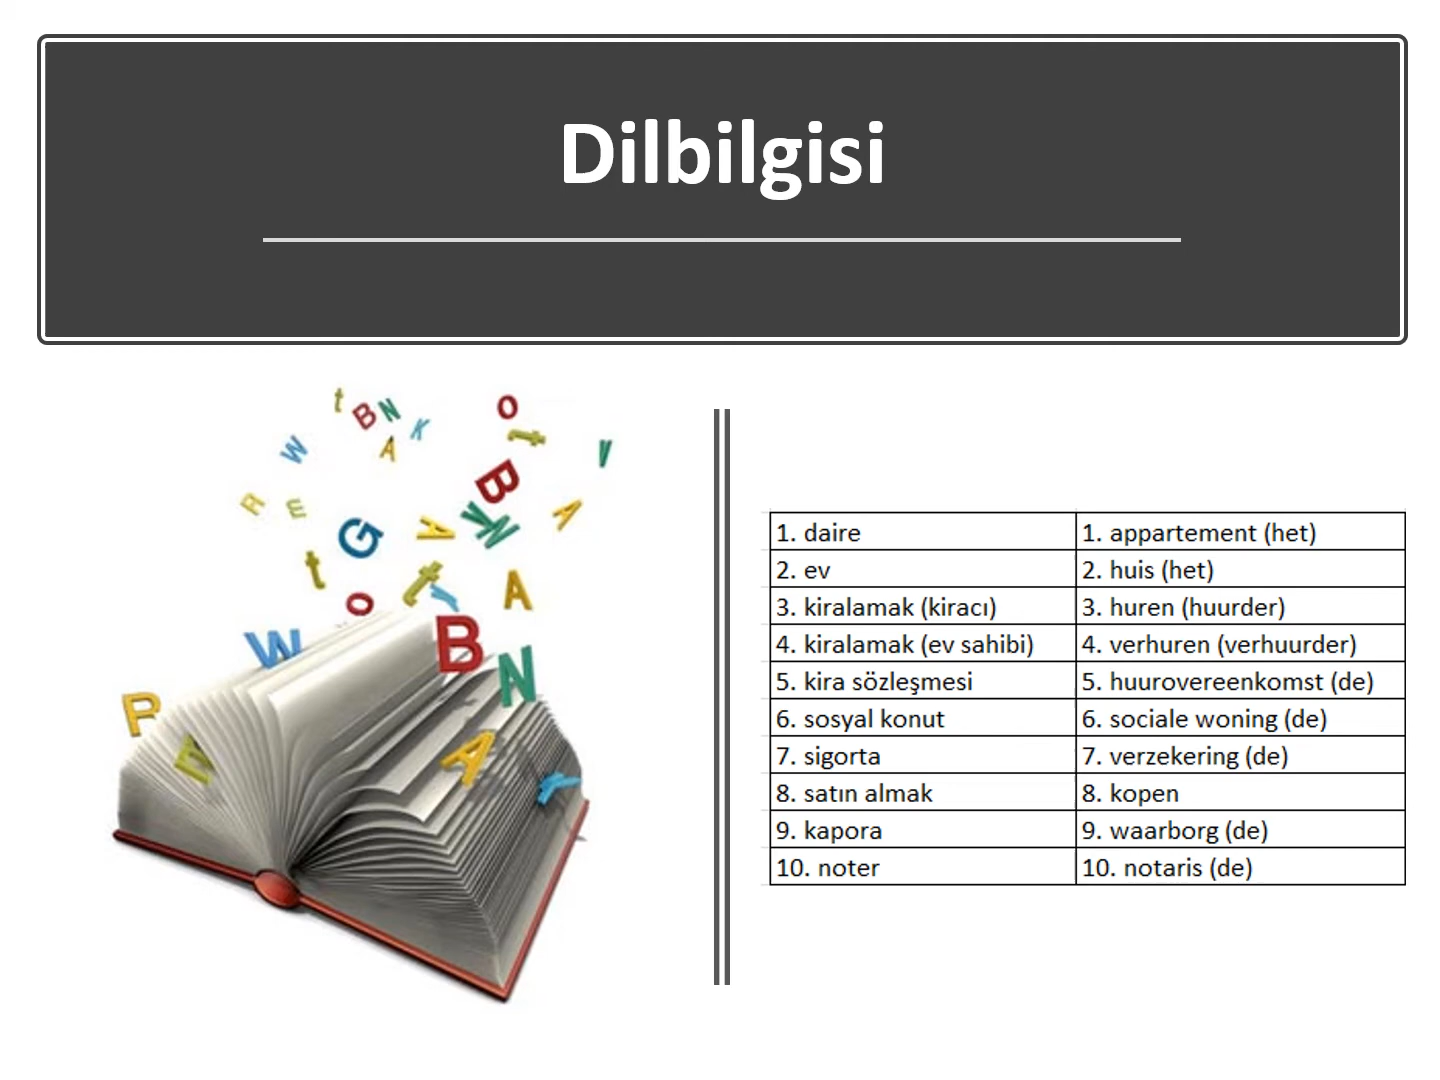 Dilbilgisi
1. daire	1. appartement (het)
2. ev	2. huis (het)
3. kiralamak (kiracı)	3. huren (huurder)
4. kiralamak (ev sahibi)	4. verhuren (verhuurder)
5. kira sözleşmesi	5. huurovereenkomst (de)
6. sosyal konut	6. sociale woning (de)
7. sigorta	7. verzekering (de)
8. satın almak	8. kopen
9. kapora	9. waarborg (de)
10. noter	10. notaris (de)